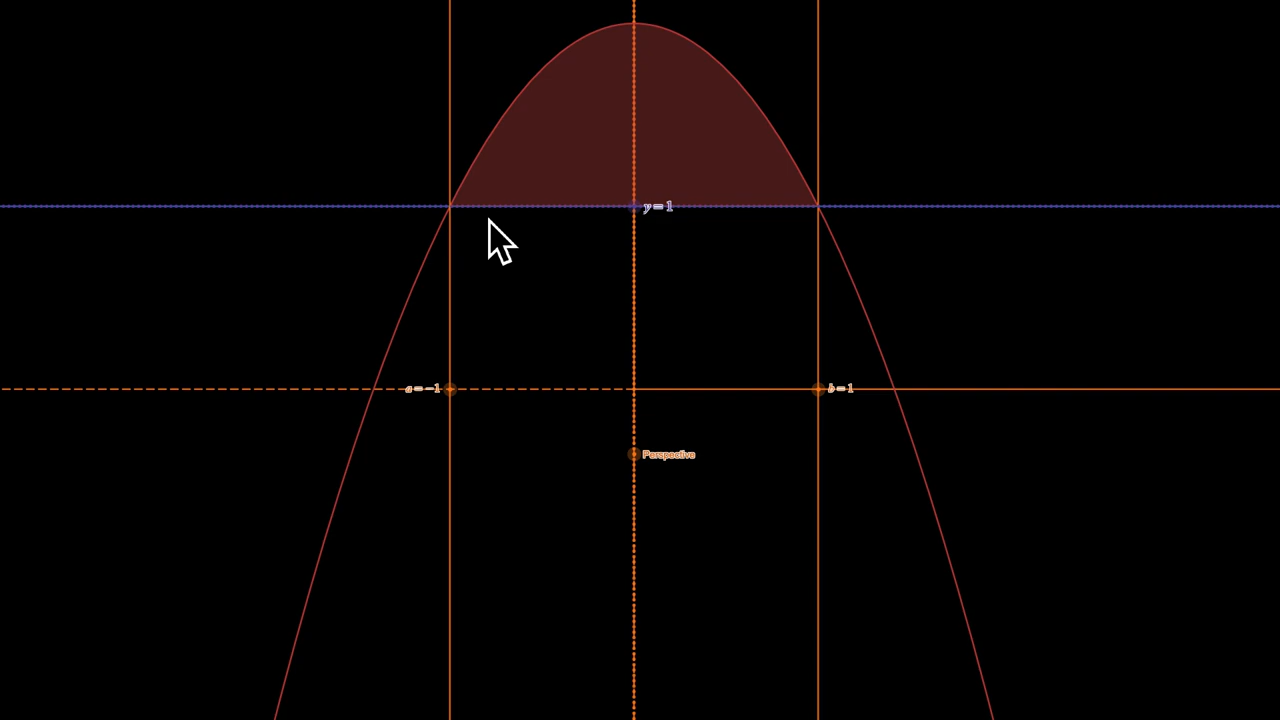 y = 1
a = −1
b = 1
Perspective